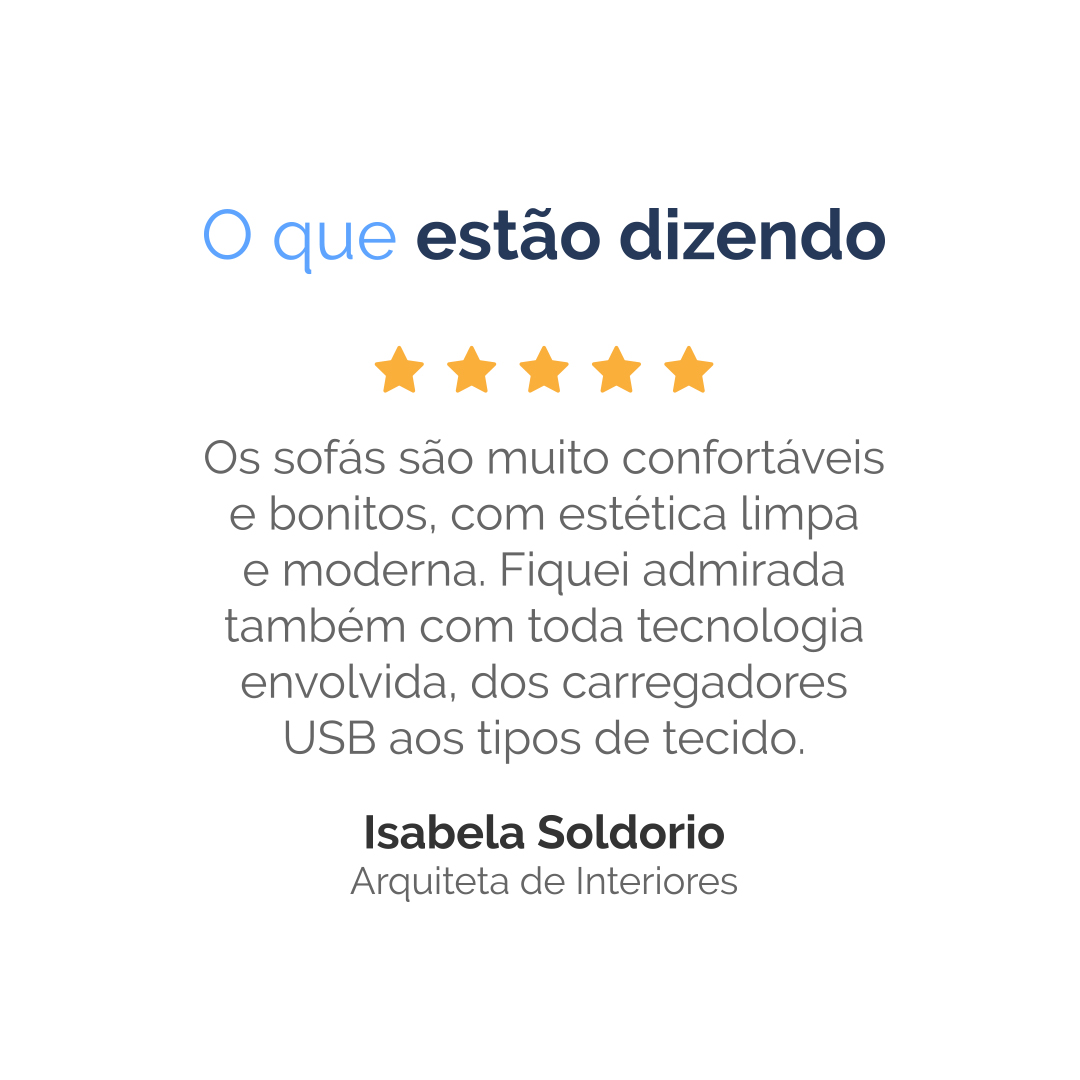 O que estão dizendo
Os sofás são muito confortáveis
e bonitos, com estética limpa
e moderna. Fiquei admirada
também com toda tecnologia
envolvida, dos carregadores
USB aos tipos de tecido.
Isabela Soldorio
Arquiteta de Interiores